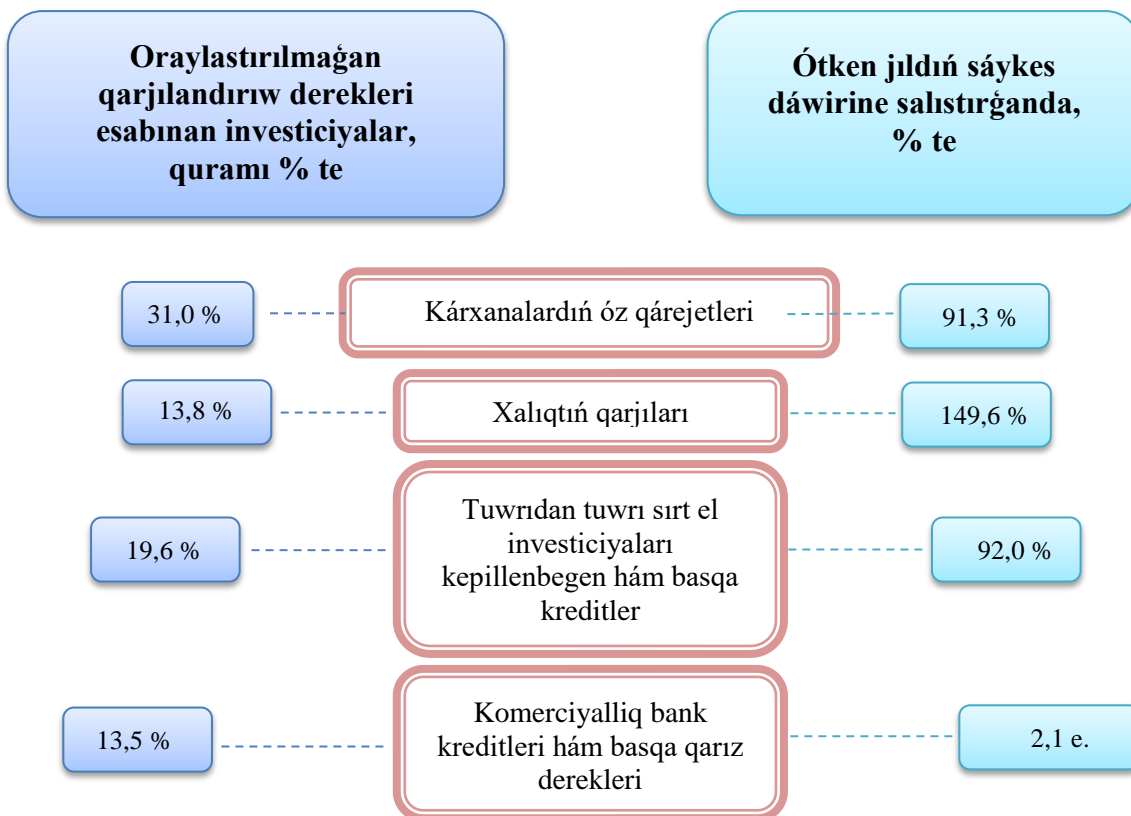 Oraylastırılmaǵan
qarjılandırıw derekleri
esabınan investiciyalar,
quramı % te
Ótken jıldıń sáykes
dáwirine salıstırǵanda,
% te
31,0 %
Kárxanalardıń óz qárejetleri
91,3 %
13,8 %
Xalıqtıń qarjıları
149,6 %
19,6 %
Tuwrıdan tuwrı sırt el
investiciyaları
kepillenbegen hám basqa
kreditler
92,0 %
13,5 %
Komerciyalliq bank
kreditleri hám basqa qarız
derekleri
2,1 e.